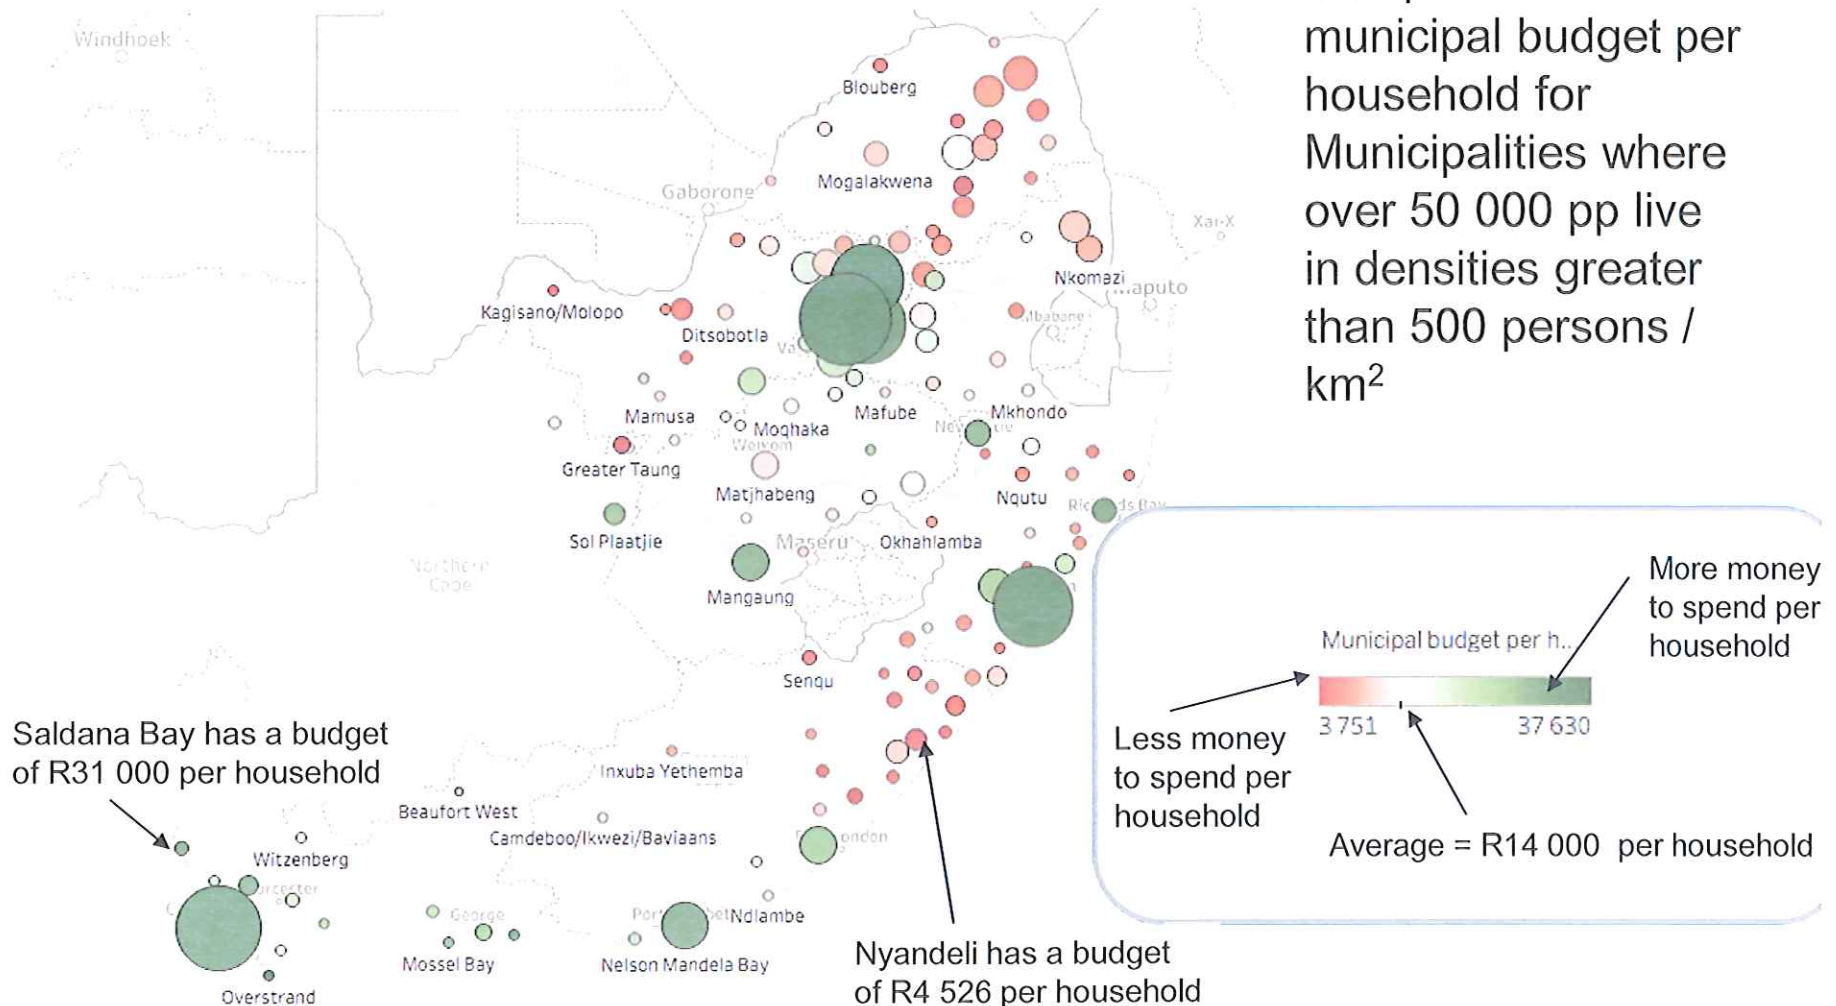 municipal budget per
household for
Municipalities where
over 50 000 pp live
in densities greater
than 500 persons /
km²
Windhoek
Blouberg
Mogalakwena
Gaborone
Xai-X
Nkomazi
Mbabane
Kagisano/Molopo
Ditsobotla
Mamusa
Moqhaka
Mafube
Mkhondo
Welkom
Greater Taung
Matjhabeng
Nqutu
Sol Plaatjie
Maseru
Okhahlamba
Northern
Cape
Mangaung
Senqu
Inxuba Yethemba
Beaufort West
Camdeboo/Ikwezi/Baviaans
Witzenberg
George
Ndlambe
Mossel Bay
Nelson Mandela Bay
Overstrand
Saldana Bay has a budget
of R31 000 per household
Nyandeli has a budget
of R4 526 per household
More money
to spend per
household
Municipal budget per h...
3 751
37 630
Less money
to spend per
household
Average = R14 000 per household